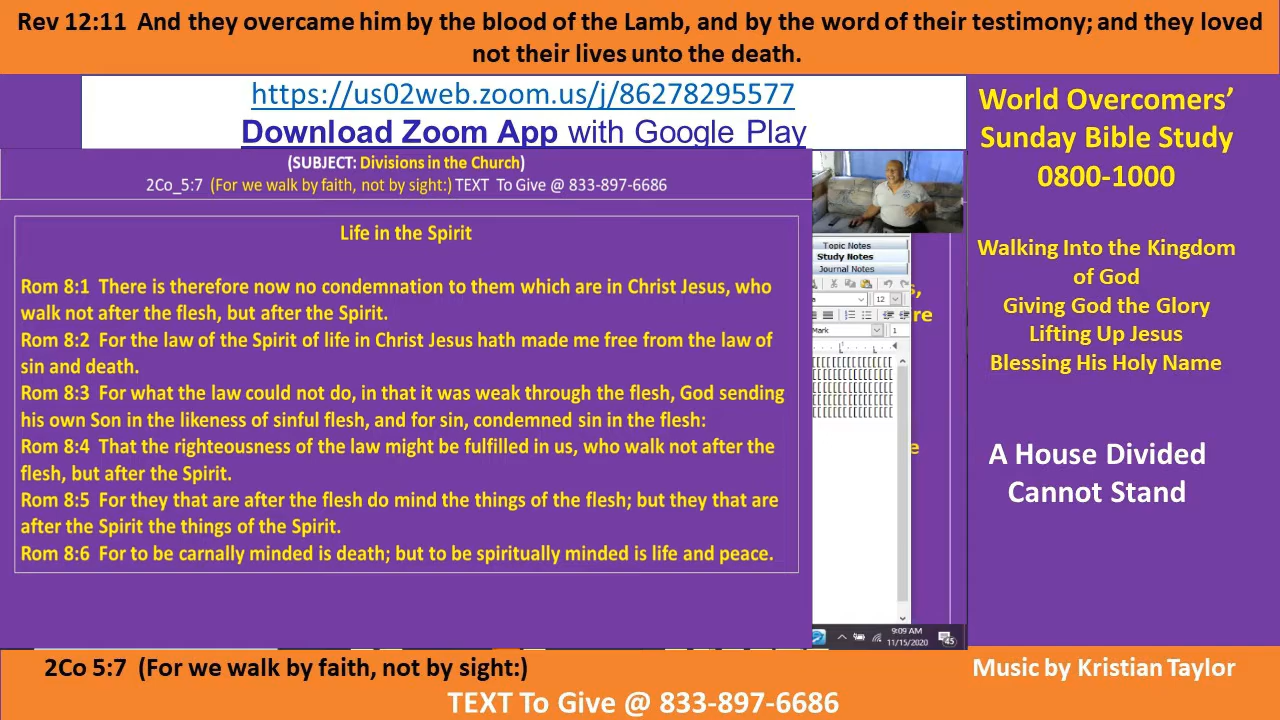 Rev 12:11 And they overcame him by the blood of the Lamb, and by the word of their testimony; and they loved
not their lives unto the death.
https://us02web.zoom.us/j/86278295577
Download Zoom App with Google Play
(SUBJECT: Divisions in the Church)
2Co_5:7 (For we walk by faith, not by sight:) TEXT To Give @ 833-897-6686
Life in the Spirit
Rom 8:1 There is therefore now no condemnation to them which are in Christ Jesus, who
walk not after the flesh, but after the Spirit.
Rom 8:2 For the law of the Spirit of life in Christ Jesus hath made me free from the law of
sin and death.
Rom 8:3 For what the law could not do, in that it was weak through the flesh, God sending
his own Son in the likeness of sinful flesh, and for sin, condemned sin in the flesh:
Rom 8:4 That the righteousness of the law might be fulfilled in us, who walk not after the
flesh, but after the Spirit.
Rom 8:5 For they that are after the flesh do mind the things of the flesh; but they that are
after the Spirit the things of the Spirit.
Rom 8:6 For to be carnally minded is death; but to be spiritually minded is life and peace.
Topic Notes
Study Notes
Journal Notes
12
Mark
1
[[[[[[[[[[[[[[
[[[[[[[[[[[[[[
[[[[[[[[[[[[[[
[[[[[[[[[[[[[[
[[[[[[[[[[[[[[
s,
re
e
9:09 AM
11/15/2020
45
World Overcomers’
Sunday Bible Study
0800-1000
Walking Into the Kingdom
of God
Giving God the Glory
Lifting Up Jesus
Blessing His Holy Name
A House Divided
Cannot Stand
2Co 5:7 (For we walk by faith, not by sight:)
Music by Kristian Taylor
TEXT To Give @ 833-897-6686